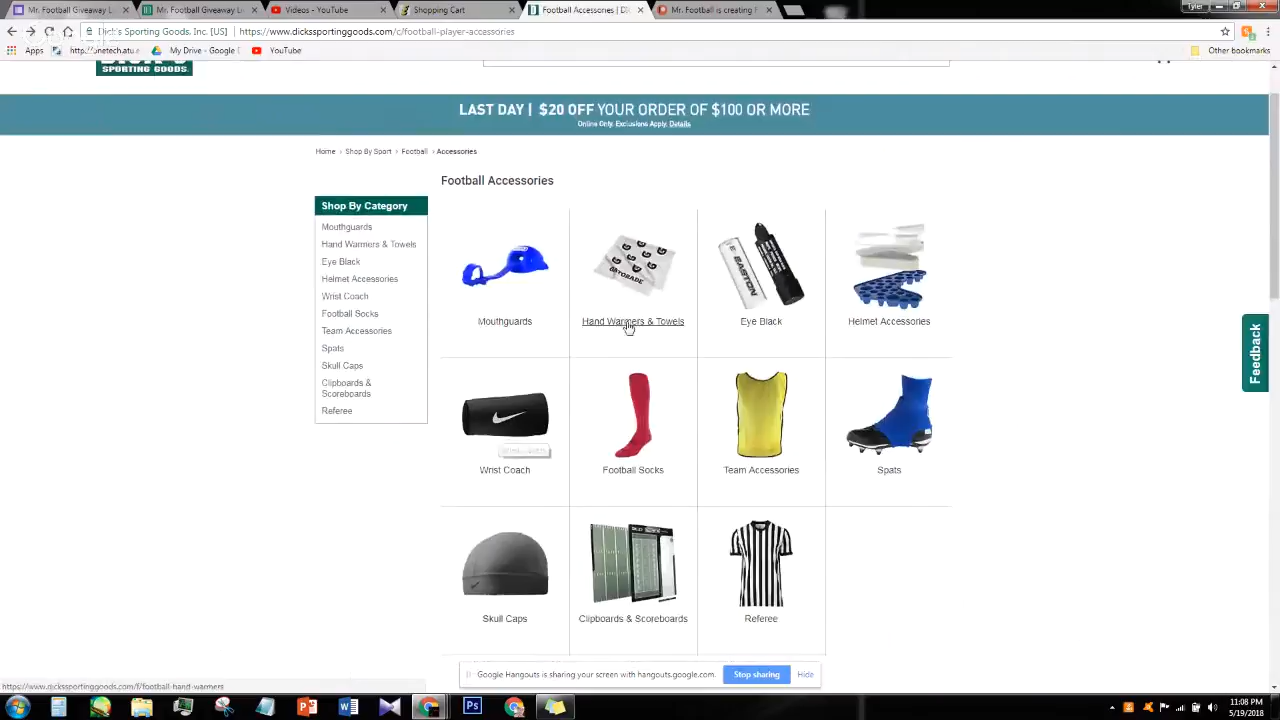 Mr. Football Giveaway L
Mr. Football Giveaway Li
Videos - YouTube
Shopping Cart
Football Accessories | Di
Mr. Football is creating F
Tyler
Dick's Sporting Goods, Inc. [US]
https://www.dickssportinggoods.com/c/football-player-accessories
Apps
My Drive - Google
YouTube
Other bookmarks
SPORTING GOODS.
LAST DAY | $20 OFF YOUR ORDER OF $100 OR MORE
Online Only. Exclusions Apply. Details
Home › Shop By Sport › Football › Accessories
Football Accessories
Shop By Category
Mouthguards
Hand Warmers & Towels
Eye Black
Helmet Accessories
Wrist Coach
Football Socks
Team Accessories
Spats
Skull Caps
Clipboards &
Scoreboards
Referee
GATORADE
EASTON
Mouthguards
Hand Warmers & Towels
Eye Black
Helmet Accessories
Wrist Coach
Football Socks
Team Accessories
Spats
Skull Caps
Clipboards & Scoreboards
Referee
Feedback
Google Hangouts is sharing your screen with hangouts.google.com.
Stop sharing
Hide
https://www.dickssportinggoods.com/f/football-hand-warmers
Ps
11:08 PM
5/19/2018